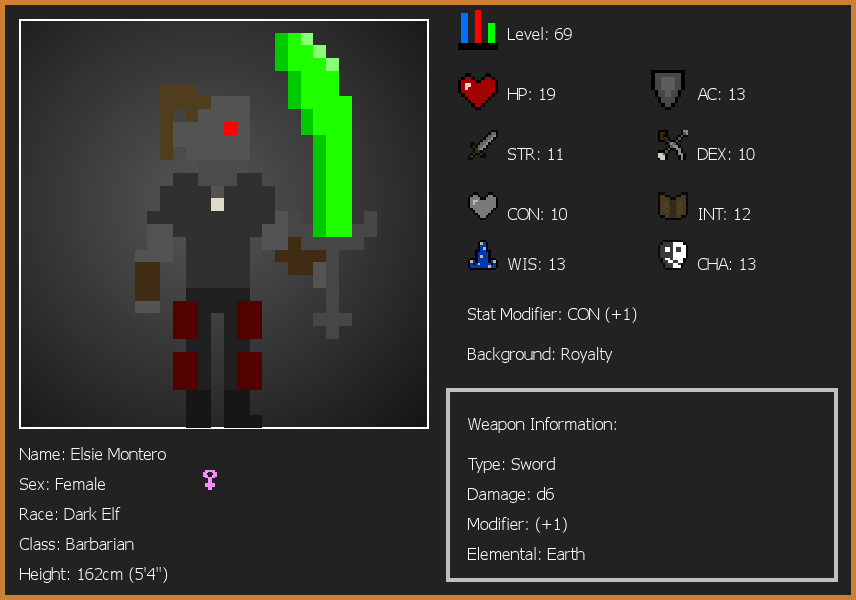 Level: 69
HP: 19
AC: 13
STR: 11
DEX: 10
CON: 10
INT: 12
WIS: 13
CHA: 13
Stat Modifier: CON (+1)
Background: Royalty
Weapon Information:
Type: Sword
Damage: d6
Modifier: (+1)
Elemental: Earth
Name: Elsie Montero
Sex: Female
Race: Dark Elf
Class: Barbarian
Height: 162cm (5'4")